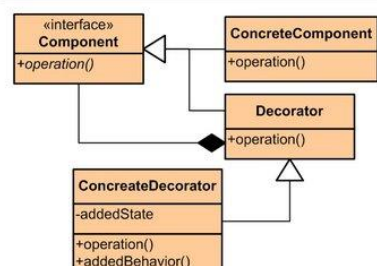 «interface»
Component
+operation()
ConcreteComponent
+operation()
Decorator
+operation()
ConcreateDecorator
-addedState
+operation()
+addedBehavior()